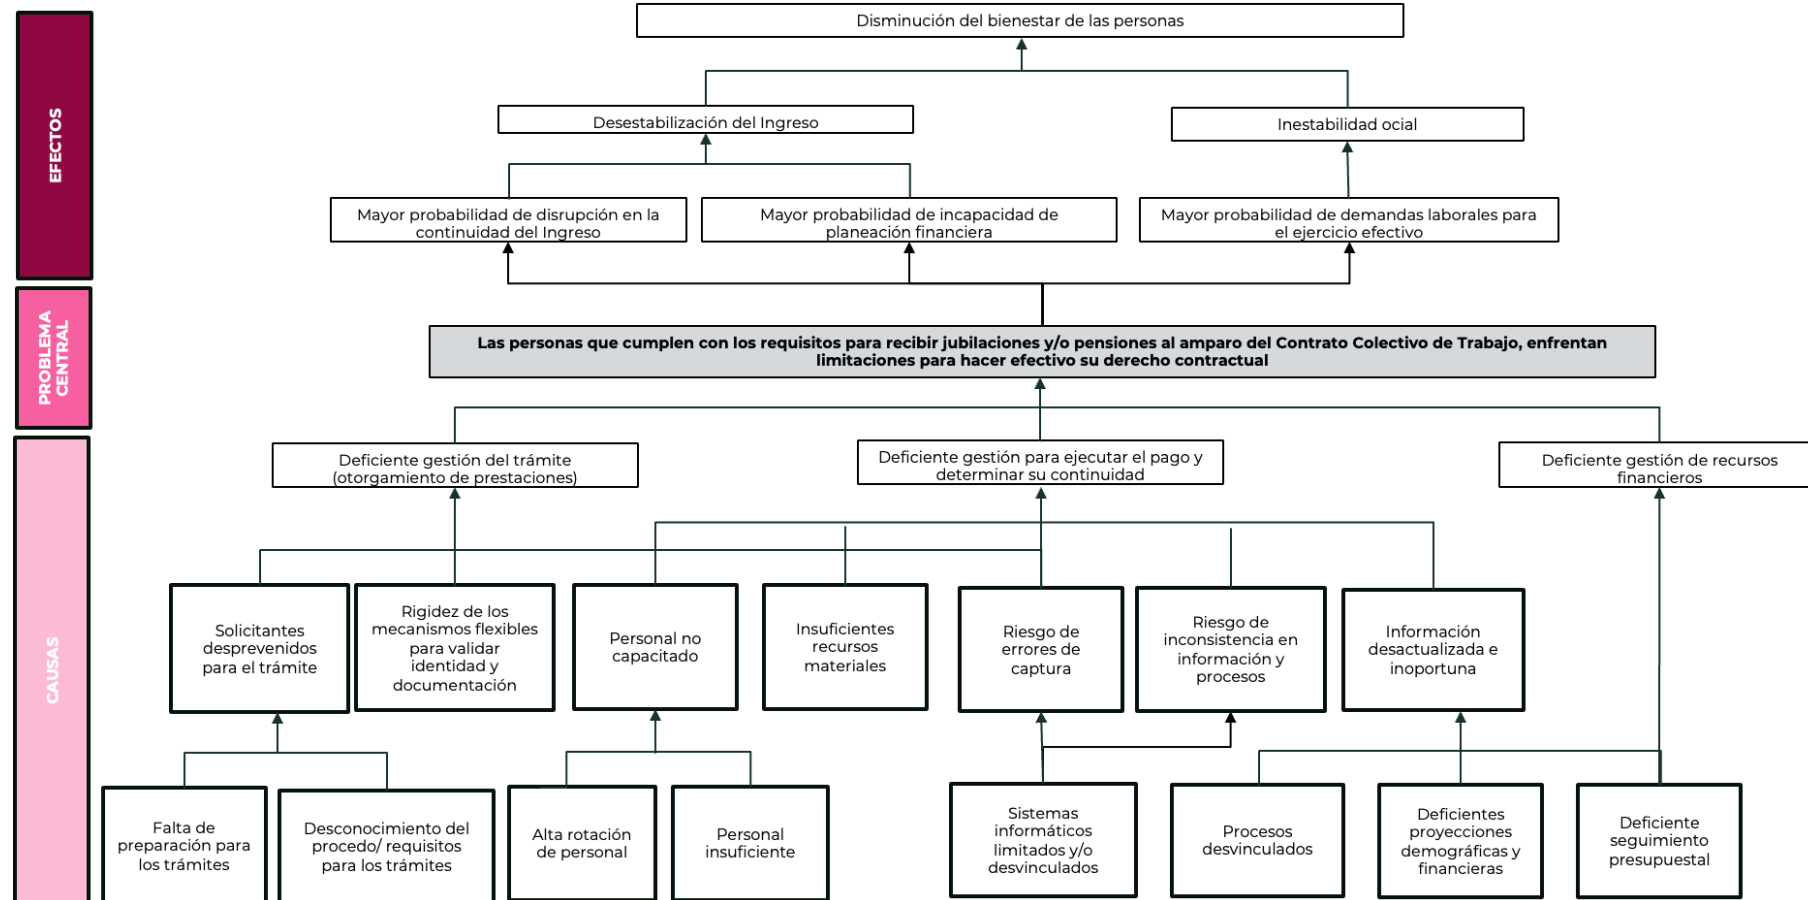 EFECTOS
Disminución del bienestar de las personas
Desestabilización del Ingreso
Inestabilidad ocial
Mayor probabilidad de disrupción en la
continuidad del Ingreso
Mayor probabilidad de incapacidad de
planeación financiera
Mayor probabilidad de demandas laborales para
el ejercicio efectivo
PROBLEMA
CENTRAL
Las personas que cumplen con los requisitos para recibir jubilaciones y/o pensiones al amparo del Contrato Colectivo de Trabajo, enfrentan
limitaciones para hacer efectivo su derecho contractual
CAUSAS
Deficiente gestión del trámite
(otorgamiento de prestaciones)
Deficiente gestión para ejecutar el pago y
determinar su continuidad
Deficiente gestión de recursos
financieros
Solicitantes
desprevenidos
para el trámite
Rigidez de los
mecanismos flexibles
para validar
identidad y
documentación
Personal no
capacitado
Insuficientes
recursos
materiales
Riesgo de
errores de
captura
Riesgo de
inconsistencia en
información y
procesos
Información
desactualizada e
inoportuna
Falta de
preparación para
los trámites
Desconocimiento del
procedo/ requisitos
para los trámites
Alta rotación
de personal
Personal
insuficiente
Sistemas
informáticos
limitados y/o
desvinculados
Procesos
desvinculados
Deficientes
proyecciones
demográficas y
financieras
Deficiente
seguimiento
presupuestal